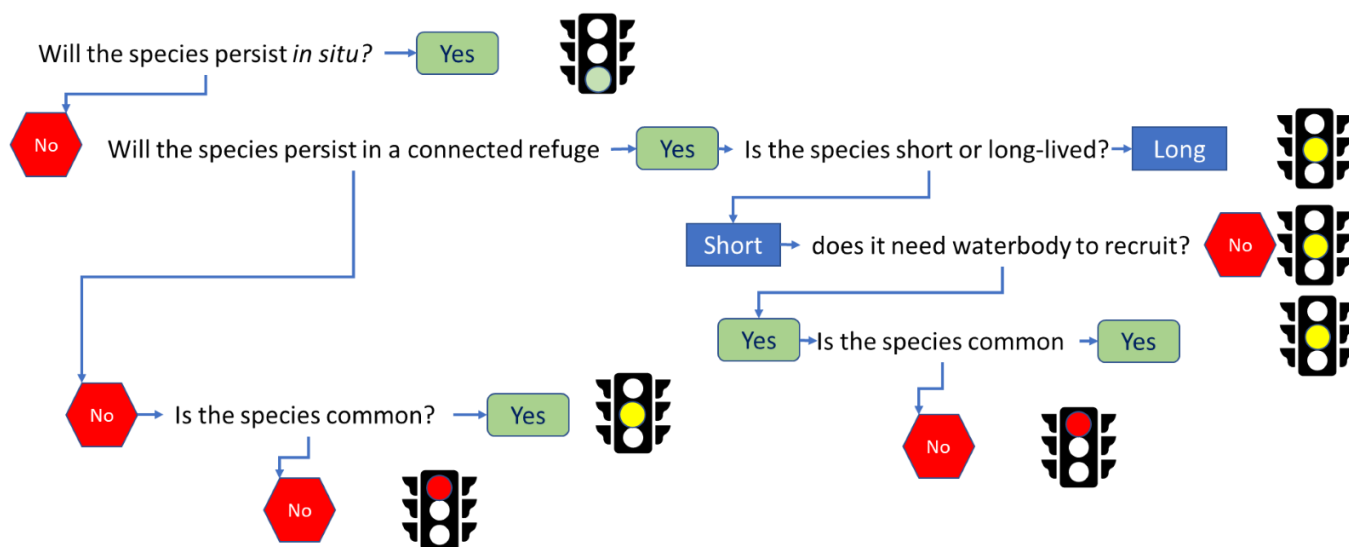 Will the species persist in situ?
Yes
No
Will the species persist in a connected refuge
Yes
Is the species short or long-lived?
Long
Short
does it need waterbody to recruit?
No
Yes
Is the species common
Yes
No
Is the species common?
Yes
No
No